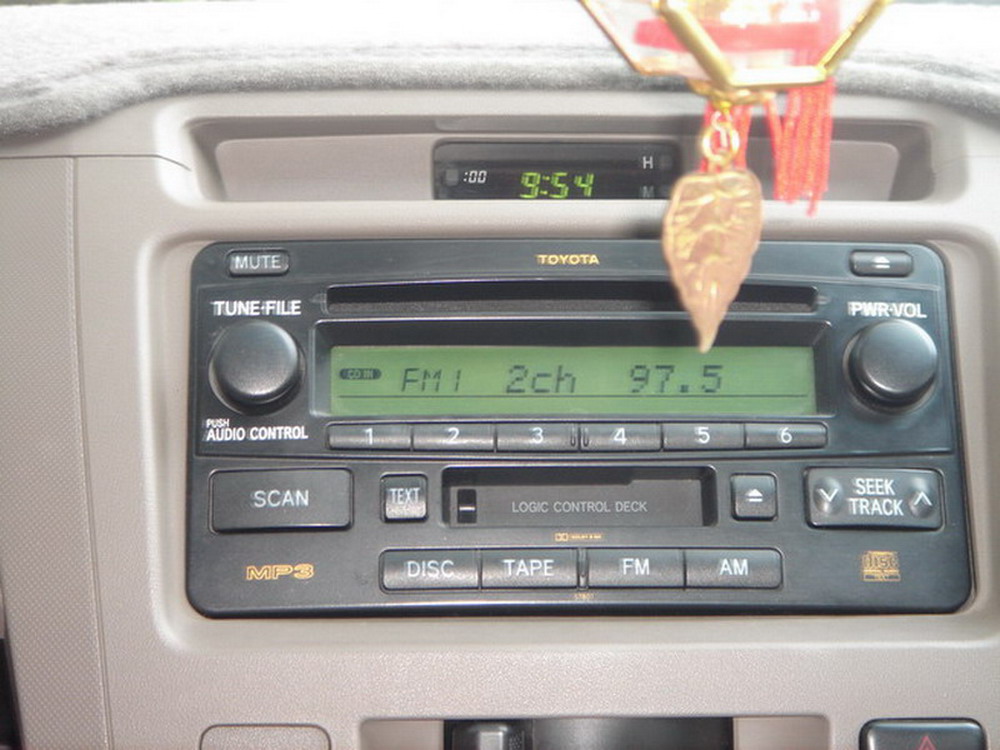 :00 9:54 H
M
MUTE TOYOTA
TUNE·FILE PWR·VOL
CD IN FM1 2ch 97.5
PUSH
AUDIO CONTROL
1 2 3 4 5 6
SCAN TEXT LOGIC CONTROL DECK SEEK
TRACK
MP3 DISC TAPE FM AM